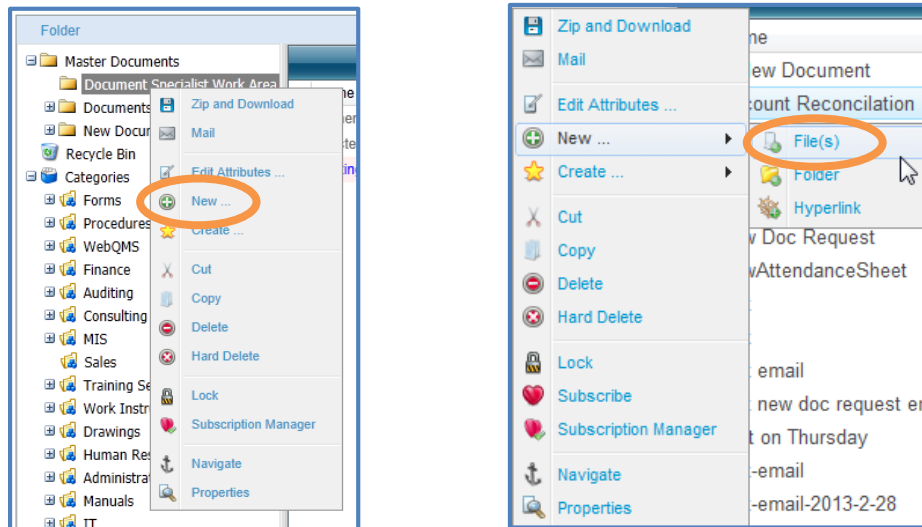 Folder
Master Documents
Document Specialist Work Area
Documents
New Docum
Recycle Bin
Categories
Forms
Procedures
WebQMS
Finance
Auditing
Consulting
MIS
Sales
Training Se
Work Instr
Drawings
Human Res
Administra
Manuals
IT
Zip and Download
Mail
Edit Attributes ...
New ...
Create ...
Cut
Copy
Delete
Hard Delete
Lock
Subscription Manager
Navigate
Properties
Zip and Download
Mail
Edit Attributes ...
New ...
Create ...
Cut
Copy
Delete
Hard Delete
Lock
Subscribe
Subscription Manager
Navigate
Properties
File(s)
Folder
Hyperlink
ew Document
count Reconcilation
Doc Request
AttendanceSheet
email
new doc request
on Thursday
-email
-email-2013-2-28